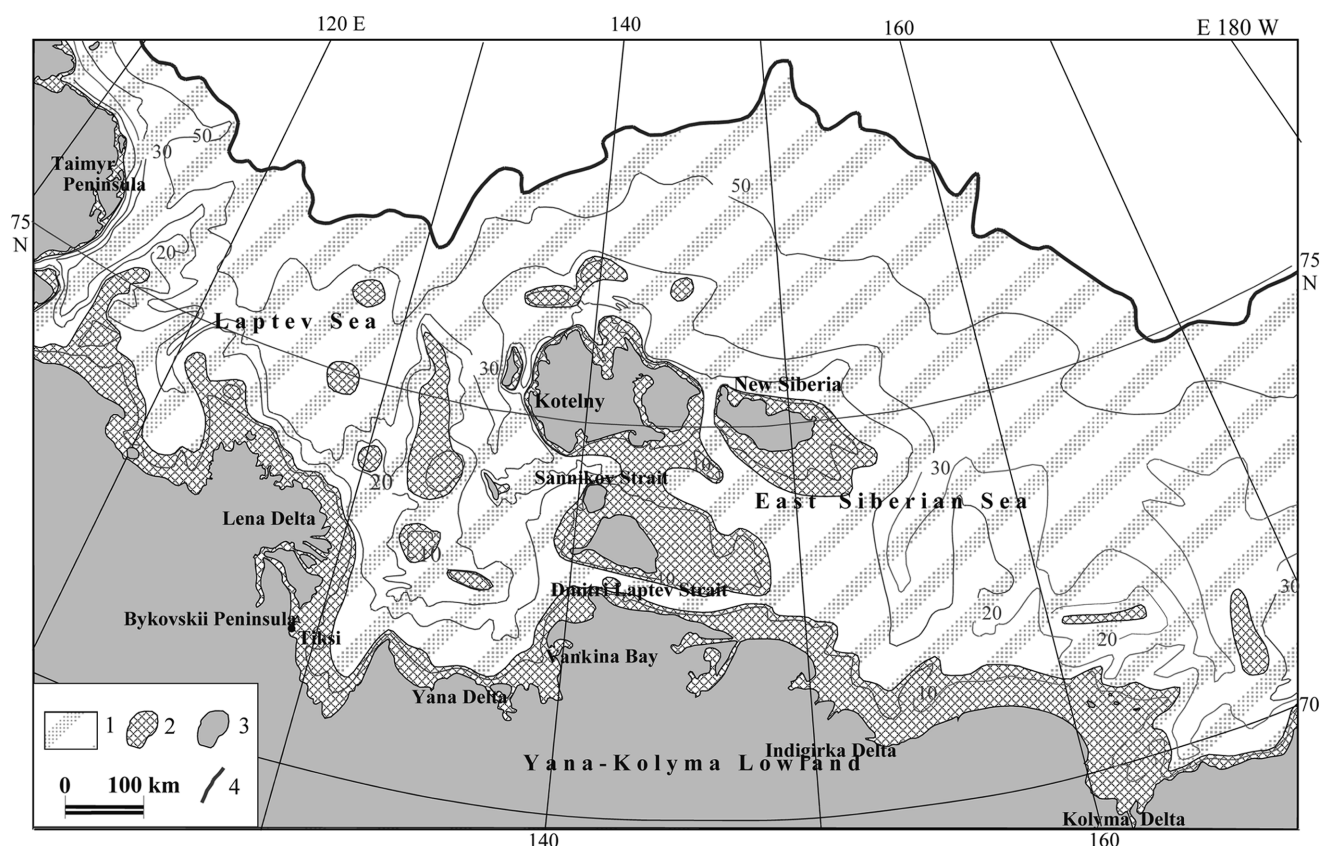 120 E
140
160
E 180 W
50
30
Taimyr
Peninsula
50
75
N
20
75
N
Laptev Sea
30
New Siberia
Kotelny
10
30
Sannikov Strait
20
East Siberian Sea
Lena Delta
10
10
Dmitri Laptev Strait
30
20
Bykovskii Peninsula
Tiksi
20
Vankina Bay
Yana Delta
10
70
1
2
3
Indigirka Delta
Yana-Kolyma Lowland
0
100 km
4
Kolyma Delta
140
160